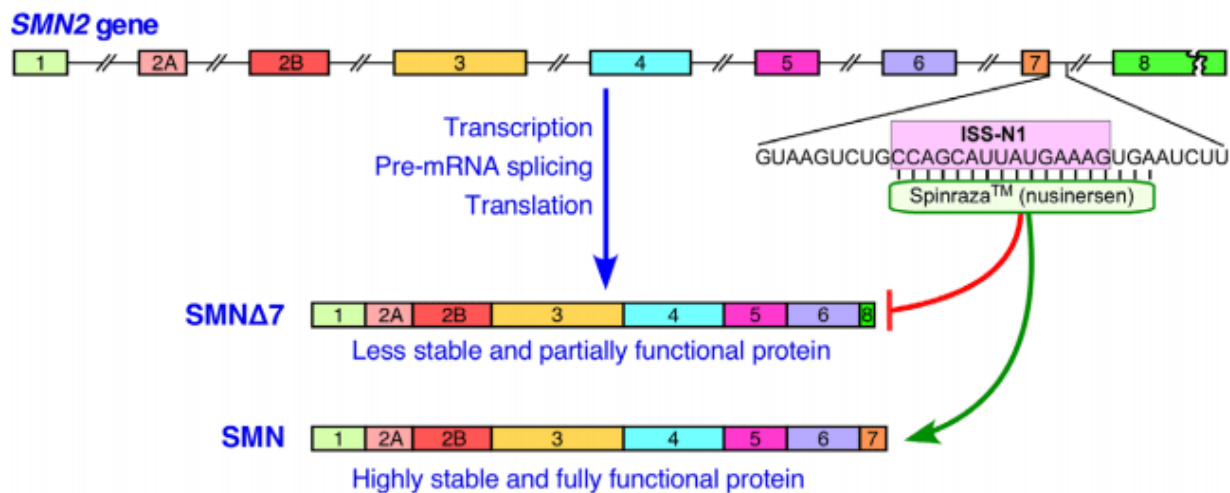 SMN2 gene
1 2A 2B 3 4 5 6 7 8
Transcription
Pre-mRNA splicing
Translation
ISS-N1
GUAAGUCUGCCAGCAUUAUGAAAGUGAAUCUU
Spinraza™ (nusinersen)
SMNΔ7
1 2A 2B 3 4 5 6 8
Less stable and partially functional protein
SMN
1 2A 2B 3 4 5 6 7
Highly stable and fully functional protein